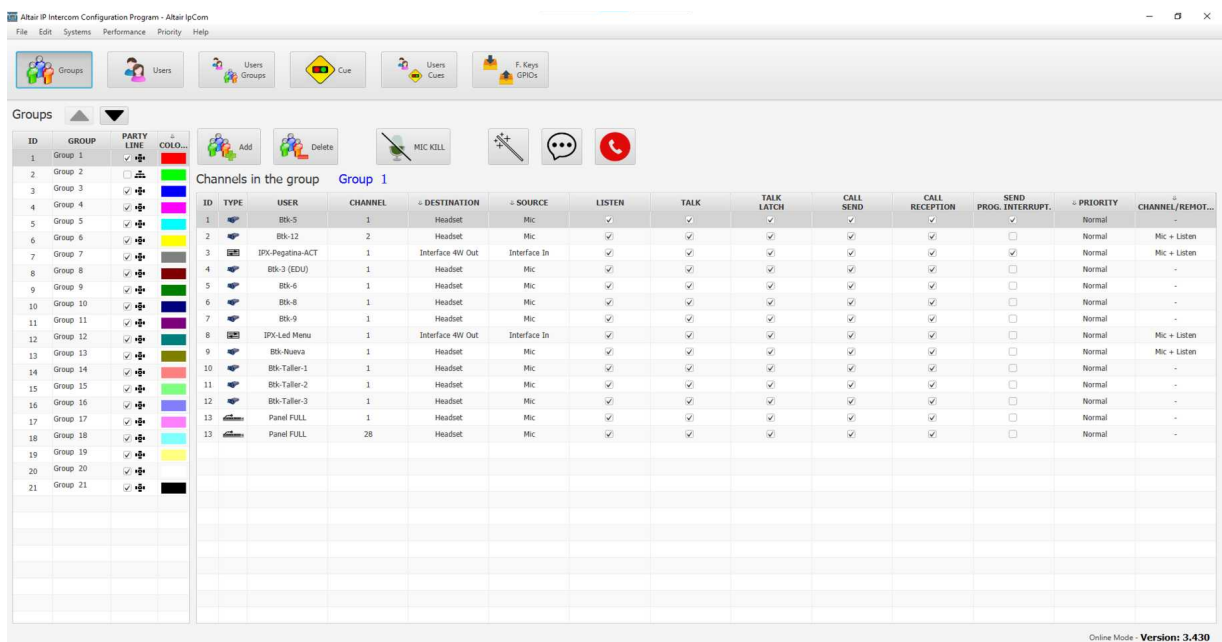 Altair IP Intercom Configuration Program - Altair IpCom
File Edit Systems Performance Priority Help
Groups Users Users Groups Cue Users Cues F. Keys GPIOs
Groups
ID GROUP PARTY LINE COLO...
1 Group 1
2 Group 2
3 Group 3
4 Group 4
5 Group 5
6 Group 6
7 Group 7
8 Group 8
9 Group 9
10 Group 10
11 Group 11
12 Group 12
13 Group 13
14 Group 14
15 Group 15
16 Group 16
17 Group 17
18 Group 18
19 Group 19
20 Group 20
21 Group 21
Add Delete MIC KILL
Channels in the group Group 1
ID TYPE USER CHANNEL DESTINATION SOURCE LISTEN TALK TALK LATCH CALL SEND CALL RECEPTION SEND PROG. INTERRUPT. PRIORITY CHANNEL/REMOT...
1 Btk-5 1 Headset Mic Normal -
2 Btk-12 2 Headset Mic Normal Mic + Listen
3 IPX-Pegatina-ACT 1 Interface 4W Out Interface In Normal Mic + Listen
4 Btk-3 (EDU) 1 Headset Mic Normal -
5 Btk-6 1 Headset Mic Normal -
6 Btk-8 1 Headset Mic Normal -
7 Btk-9 1 Headset Mic Normal -
8 IPX-Led Menu 1 Interface 4W Out Interface In Normal Mic + Listen
9 Btk-Nueva 1 Headset Mic Normal Mic + Listen
10 Btk-Taller-1 1 Headset Mic Normal -
11 Btk-Taller-2 1 Headset Mic Normal -
12 Btk-Taller-3 1 Headset Mic Normal -
13 Panel FULL 1 Headset Mic Normal -
13 Panel FULL 28 Headset Mic Normal -
Online Mode - Version: 3.430